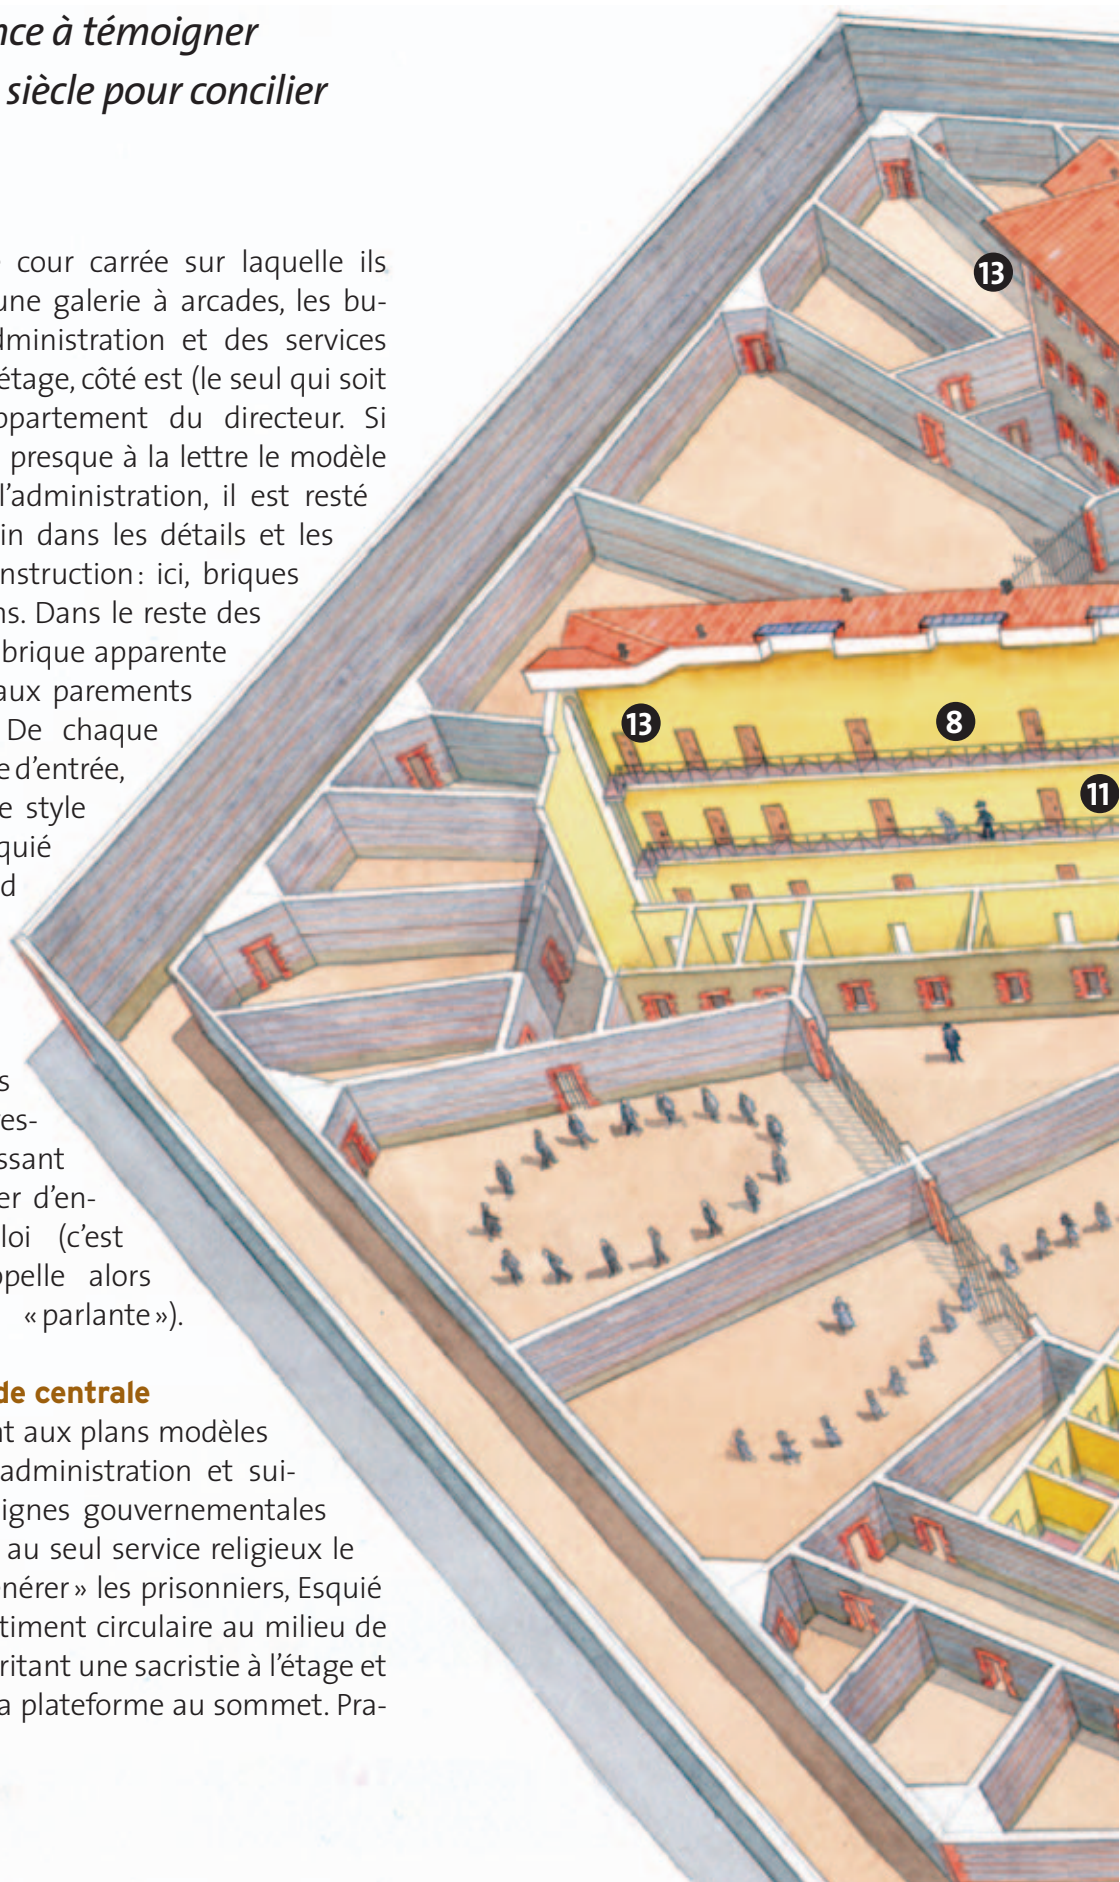 nce à témoigner
siècle pour concilier
cour carrée sur laquelle ils
une galerie à arcades, les bu-
dministration et des services
étage, côté est (le seul qui soit
ppartement du directeur. Si
presque à la lettre le modèle
l'administration, il est resté
in dans les détails et les
nstruction : ici, briques
ns. Dans le reste des
brique apparente
aux parements
De chaque
e d'entrée,
e style
quié
d
s
es-
ssant
er d'en-
loi (c'est
ppelle alors
« parlante »).
de centrale
nt aux plans modèles
administration et sui-
ignes gouvernementales
au seul service religieux le
énérer » les prisonniers, Esquié
timent circulaire au milieu de
ritant une sacristie à l'étage et
a plateforme au sommet. Pra-
13
13
8
11